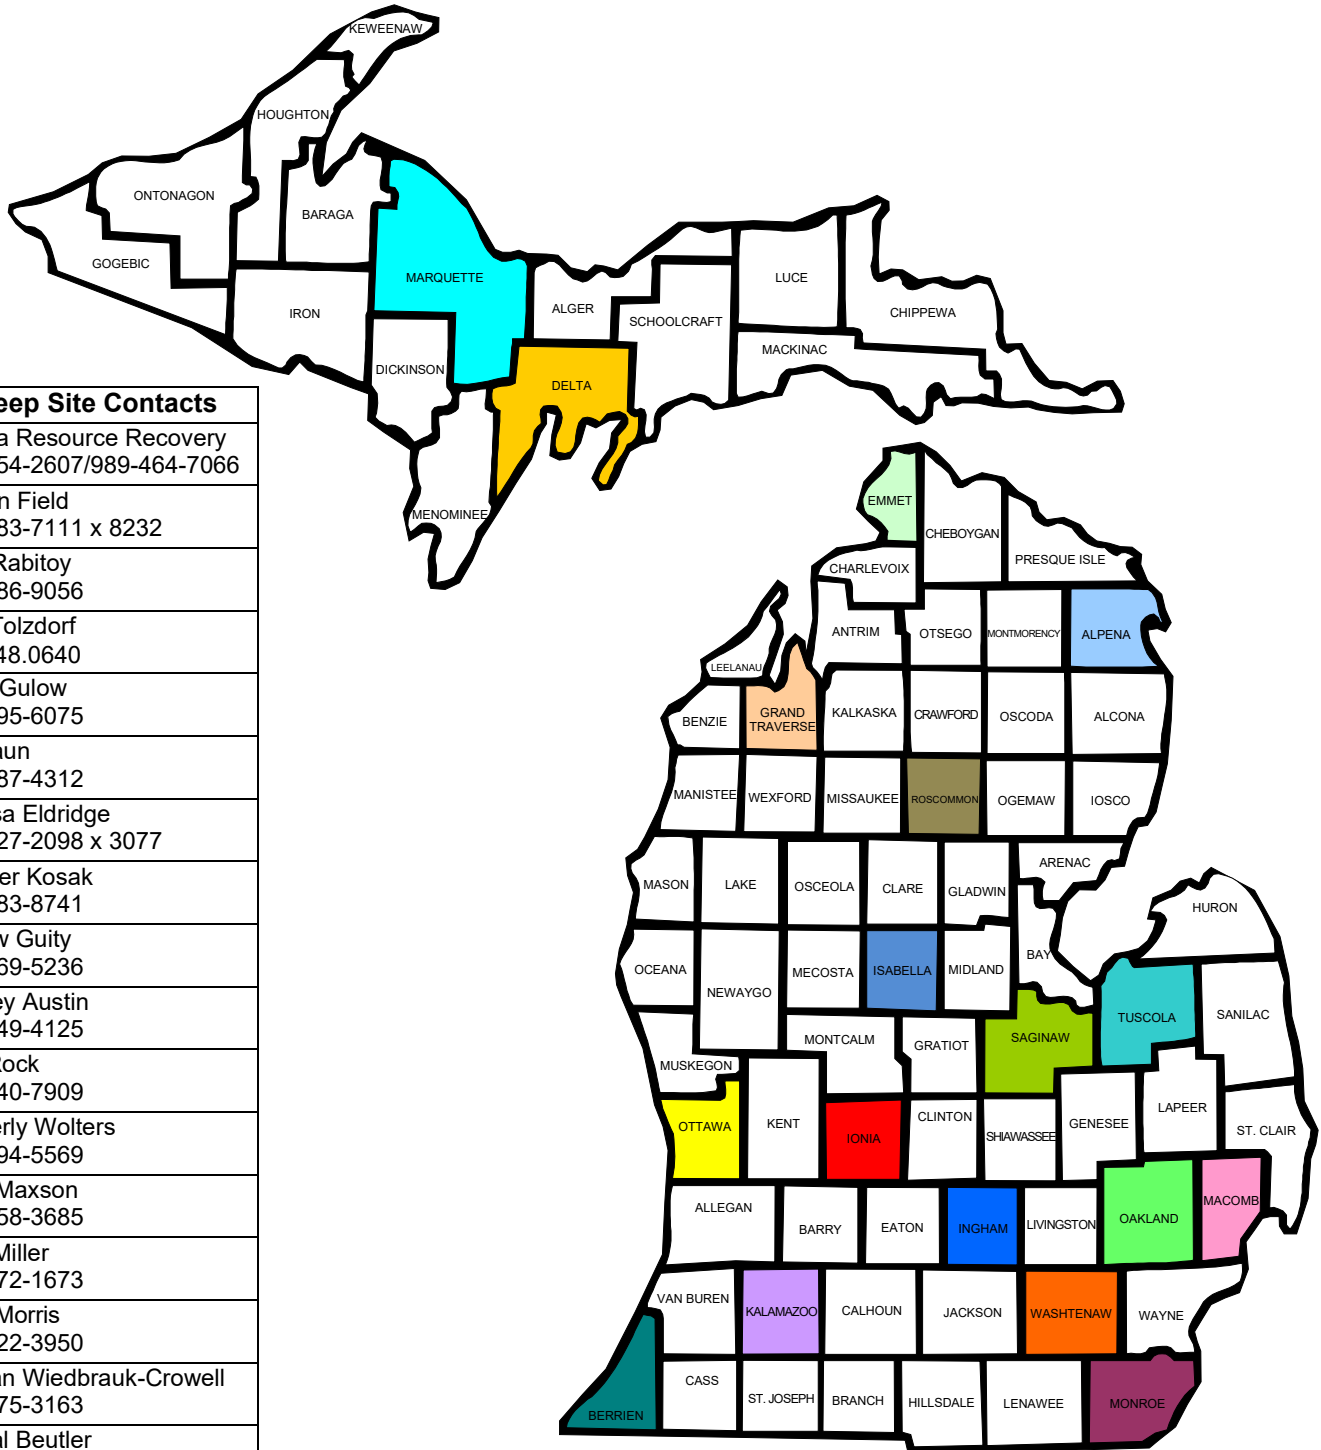 KEWEENAW
HOUGHTON
ONTONAGON
BARAGA
GOGEBIC
MARQUETTE
IRON
ALGER
LUCE
SCHOOLCRAFT
CHIPPEWA
MACKINAC
DICKINSON
DELTA
MENOMINEE
eep Site Contacts
a Resource Recovery
54-2607/989-464-7066
n Field
83-7111 x 8232
Rabitoy
86-9056
Tolzdorf
48.0640
Gulow
95-6075
aun
87-4312
sa Eldridge
27-2098 x 3077
er Kosak
83-8741
w Guity
69-5236
ey Austin
49-4125
Rock
40-7909
erly Wolters
94-5569
Maxson
58-3685
Miller
72-1673
Morris
22-3950
an Wiedbrauk-Crowell
75-3163
al Beutler
EMMET
CHEBOYGAN
PRESQUE ISLE
CHARLEVOIX
ANTRIM
OTSEGO
MONTMORENCY
ALPENA
LEELANAU
BENZIE
GRAND
TRAVERSE
KALKASKA
CRAWFORD
OSCODA
ALCONA
MANISTEE
WEXFORD
MISSAUKEE
ROSCOMMON
OGEMAW
IOSCO
ARENAC
MASON
LAKE
OSCEOLA
CLARE
GLADWIN
HURON
BAY
OCEANA
NEWAYGO
MECOSTA
ISABELLA
MIDLAND
TUSCOLA
SANILAC
MONTCALM
GRATIOT
SAGINAW
MUSKEGON
OTTAWA
KENT
IONIA
CLINTON
SHIAWASSEE
GENESEE
LAPEER
ST. CLAIR
ALLEGAN
BARRY
EATON
INGHAM
LIVINGSTON
OAKLAND
MACOMB
VAN BUREN
KALAMAZOO
CALHOUN
JACKSON
WASHTENAW
WAYNE
BERRIEN
CASS
ST. JOSEPH
BRANCH
HILLSDALE
LENAWEE
MONROE